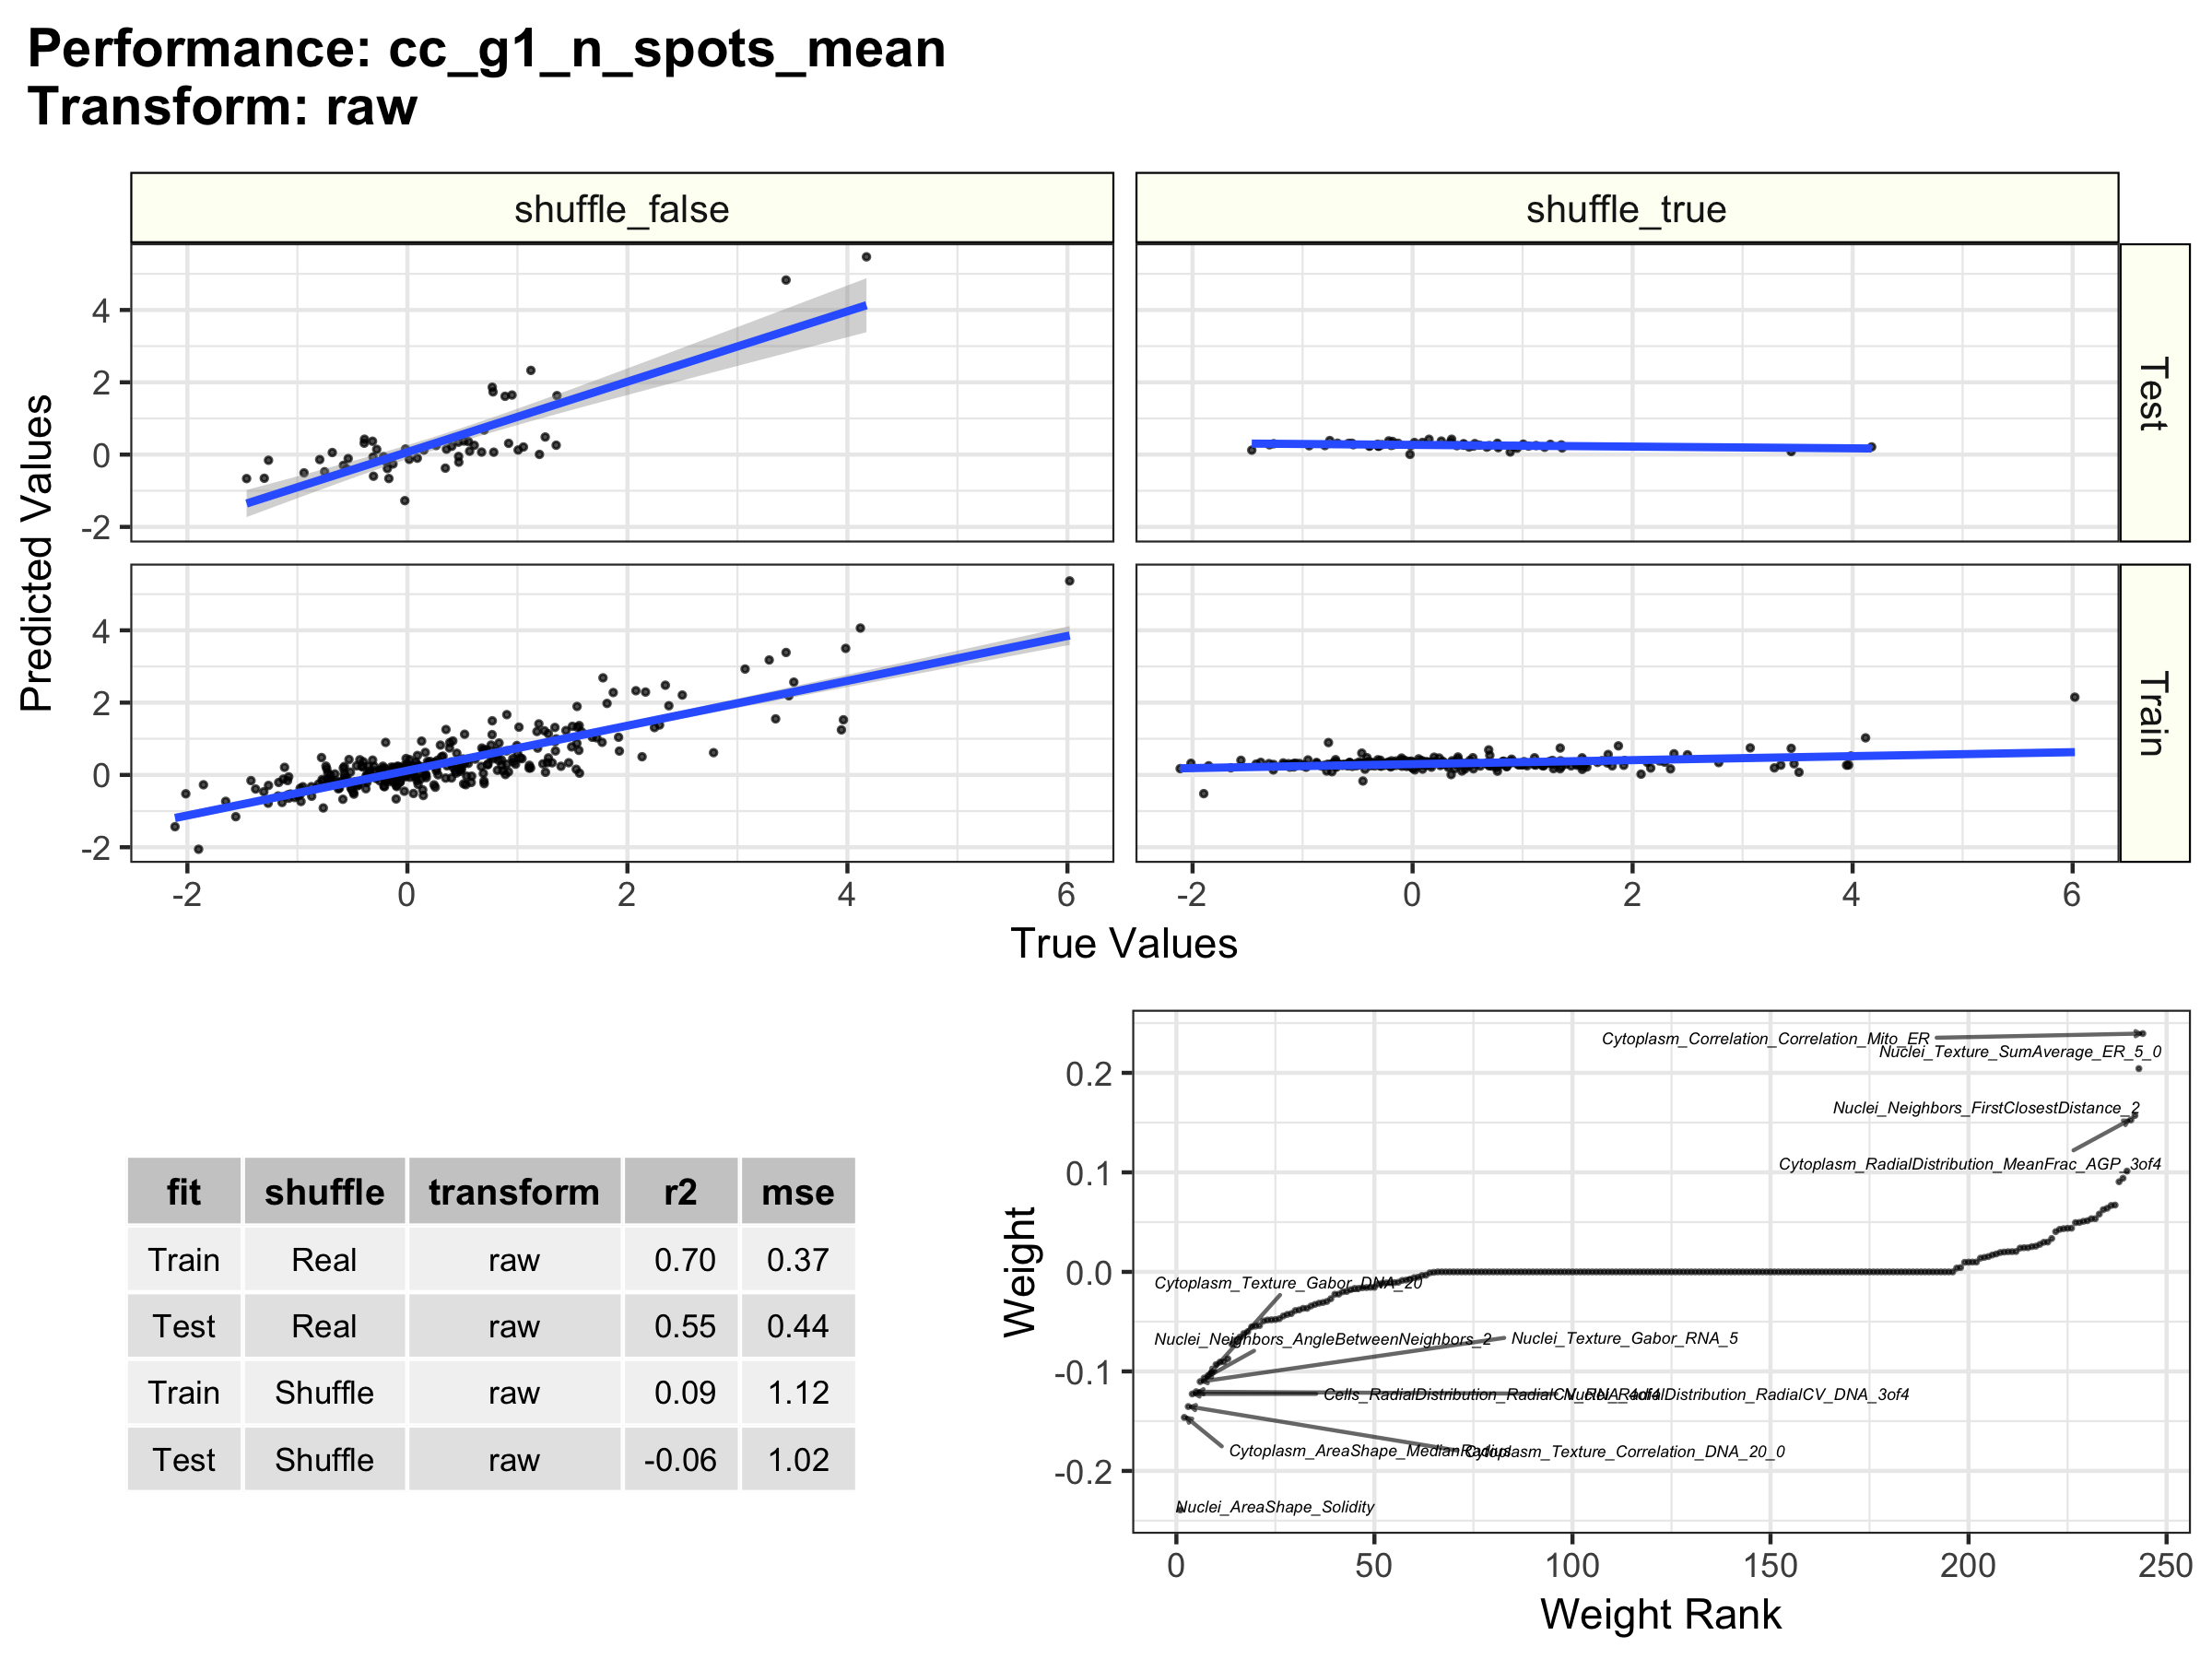 Performance: cc_g1_n_spots_mean
Transform: raw
shuffle_false
shuffle_true
Predicted Values
4
2
0
-2
Test
4
2
0
-2
Train
-2 0 2 4 6
-2 0 2 4 6
True Values
fit shuffle transform r2 mse
Train Real raw 0.70 0.37
Test Real raw 0.55 0.44
Train Shuffle raw 0.09 1.12
Test Shuffle raw -0.06 1.02
Weight
0.2
0.1
0.0
-0.1
-0.2
Cytoplasm_Correlation_Correlation_Mito_ER
Nuclei_Texture_SumAverage_ER_5_0
Nuclei_Neighbors_FirstClosestDistance_2
Cytoplasm_RadialDistribution_MeanFrac_AGP_3of4
Cytoplasm_Texture_Gabor_DNA_20
Nuclei_Neighbors_AngleBetweenNeighbors_2
Nuclei_Texture_Gabor_RNA_5
Cells_RadialDistribution_RadialCV_RNA_4of4
Nuclei_RadialDistribution_RadialCV_DNA_3of4
Cytoplasm_AreaShape_MedianRadius
Cytoplasm_Texture_Correlation_DNA_20_0
Nuclei_AreaShape_Solidity
0 50 100 150 200 250
Weight Rank